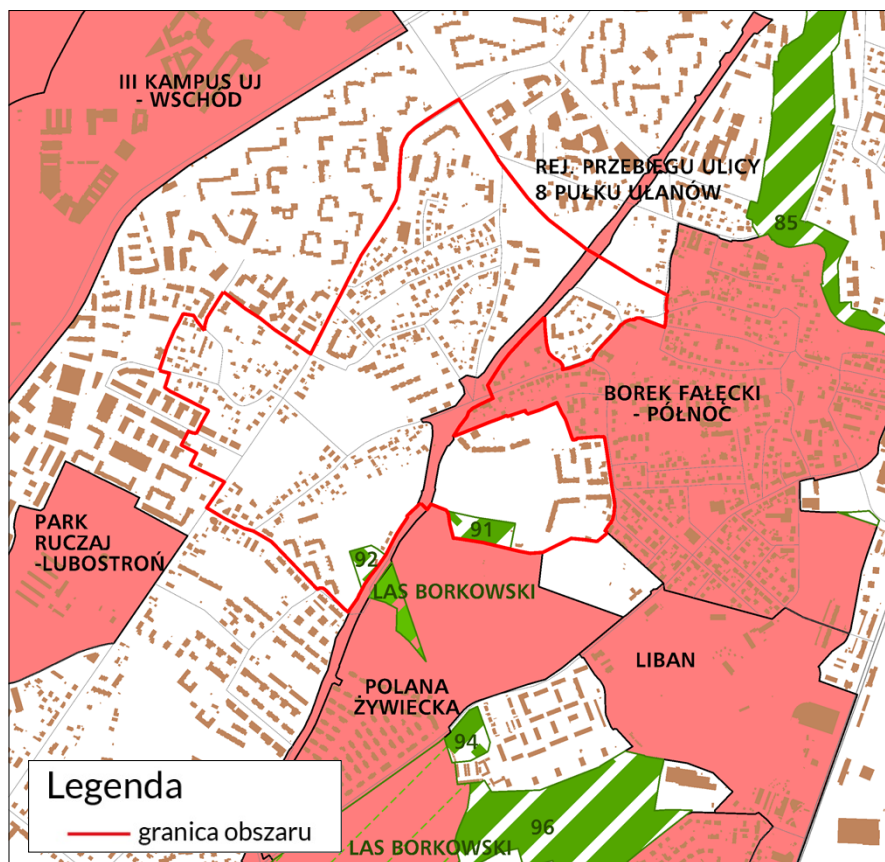 III KAMPUS UJ
- WSCHÓD
REJ. PRZEBIEGU ULICY
8 PUŁKU UŁANÓW
85
BOREK FAŁĘCKI
- PÓŁNOC
PARK
RUCZAJ
-LUBOSTROŃ
91
92
LAS BORKOWSKI
LIBAN
POLANA
ŻYWIECKA
94
96
LAS BORKOWSKI
Legenda
granica obszaru